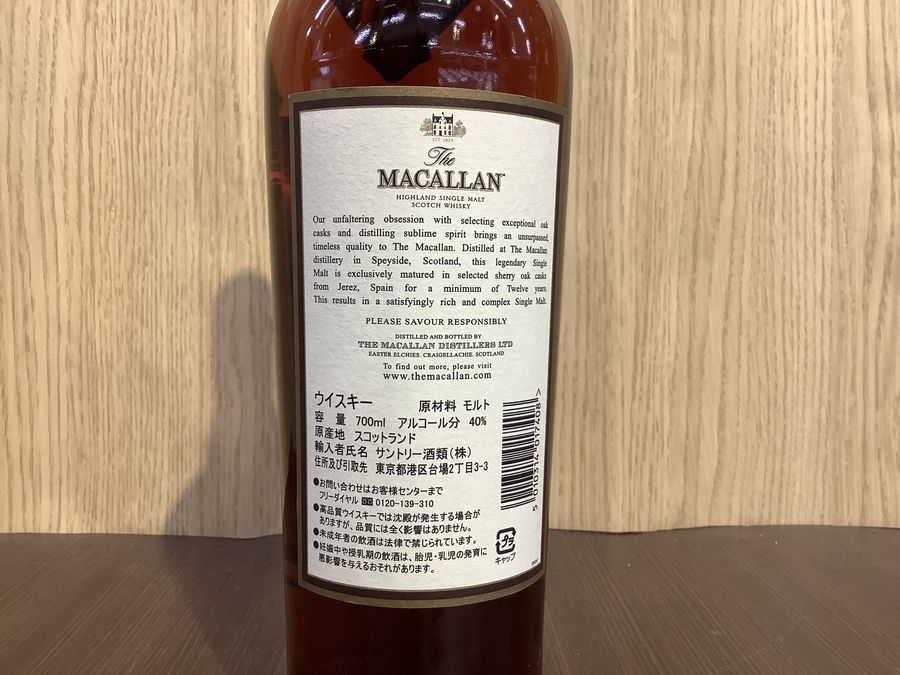 EST. 1824
The
MACALLAN
HIGHLAND SINGLE MALT
SCOTCH WHISKY
Our unfaltering obsession with selecting exceptional oak
casks and distilling sublime spirit brings an unsurpassed,
timeless quality to The Macallan. Distilled at The Macallan
distillery in Speyside, Scotland, this legendary Single
Malt is exclusively matured in selected sherry oak casks
from Jerez, Spain for a minimum of Twelve years.
This results in a satisfyingly rich and complex Single Malt.
PLEASE SAVOUR RESPONSIBLY
DISTILLED AND BOTTLED BY
THE MACALLAN DISTILLERS LTD
EASTER ELCHIES, CRAIGELLACHIE, SCOTLAND
To find out more, please visit
www.themacallan.com
ウイスキー 原材料 モルト
容 量 700ml アルコール分 40%
原産地 スコットランド
輸入者氏名 サントリー酒類(株)
住所及び引取先 東京都港区台場2丁目3-3
●お問い合わせはお客様センターまで
フリーダイヤル 0120-139-310
●高品質ウイスキーでは沈殿が発生する場合が
ありますが、品質には全く影響はありません。
●未成年者の飲酒は法律で禁じられています。
●妊娠中や授乳期の飲酒は、胎児・乳児の発育に
悪影響を与えるおそれがあります。
プラ
キャップ
5 010314 017408 >